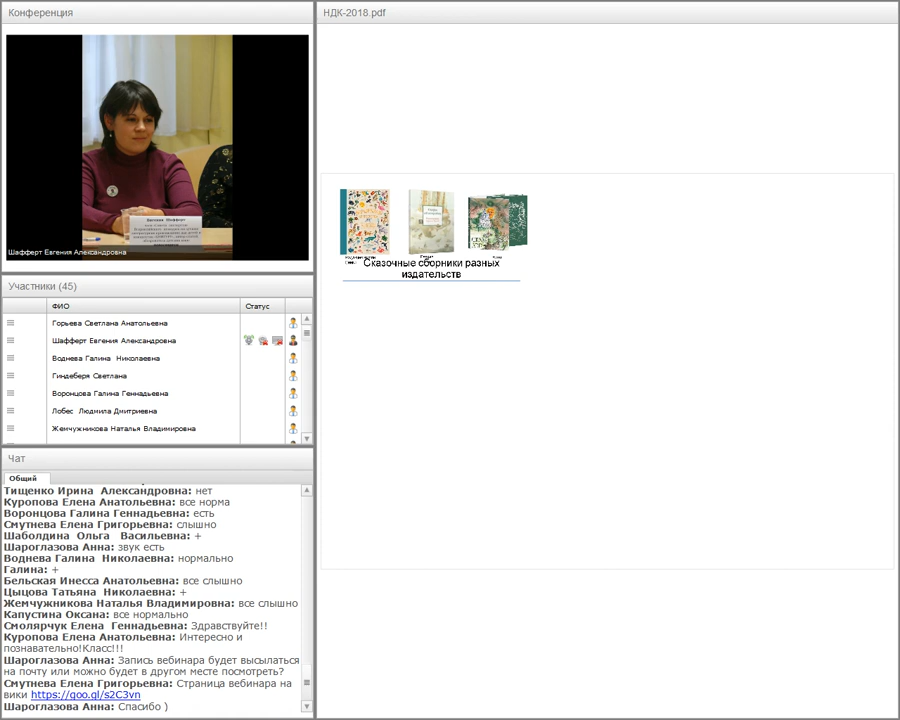 Конференция
Шафферт Евгения Александровна
Участники (45)
ФИО
Статус
Горьева Светлана Анатольевна
Шафферт Евгения Александровна
Воднева Галина Николаевна
Гиндеберя Светлана
Воронцова Галина Геннадьевна
Лобес Людмила Дмитриевна
Жемчужникова Наталья Владимировна
Чат
Общий
Тищенко Ирина Александровна: нет
Куропова Елена Анатольевна: все норма
Воронцова Галина Геннадьевна: есть
Смутнева Елена Григорьевна: слышно
Шаболдина Ольга Васильевна: +
Шароглазова Анна: звук есть
Воднева Галина Николаевна: нормально
Галина: +
Бельская Инесса Анатольевна: все слышно
Цыцова Татьяна Николаевна: +
Жемчужникова Наталья Владимировна: все слышно
Капустина Оксана: все нормально
Смолярчук Елена Геннадьевна: Здравствуйте!!
Куропова Елена Анатольевна: Интересно и
познавательно!Класс!!!
Шароглазова Анна: Запись вебинара будет высылаться
на почту или можно будет в другом месте посмотреть?
Смутнева Елена Григорьевна: Страница вебинара на
вики https://goo.gl/s2C3vn
Шароглазова Анна: Спасибо )
НДК-2018.pdf
Сказочные сборники разных
издательств